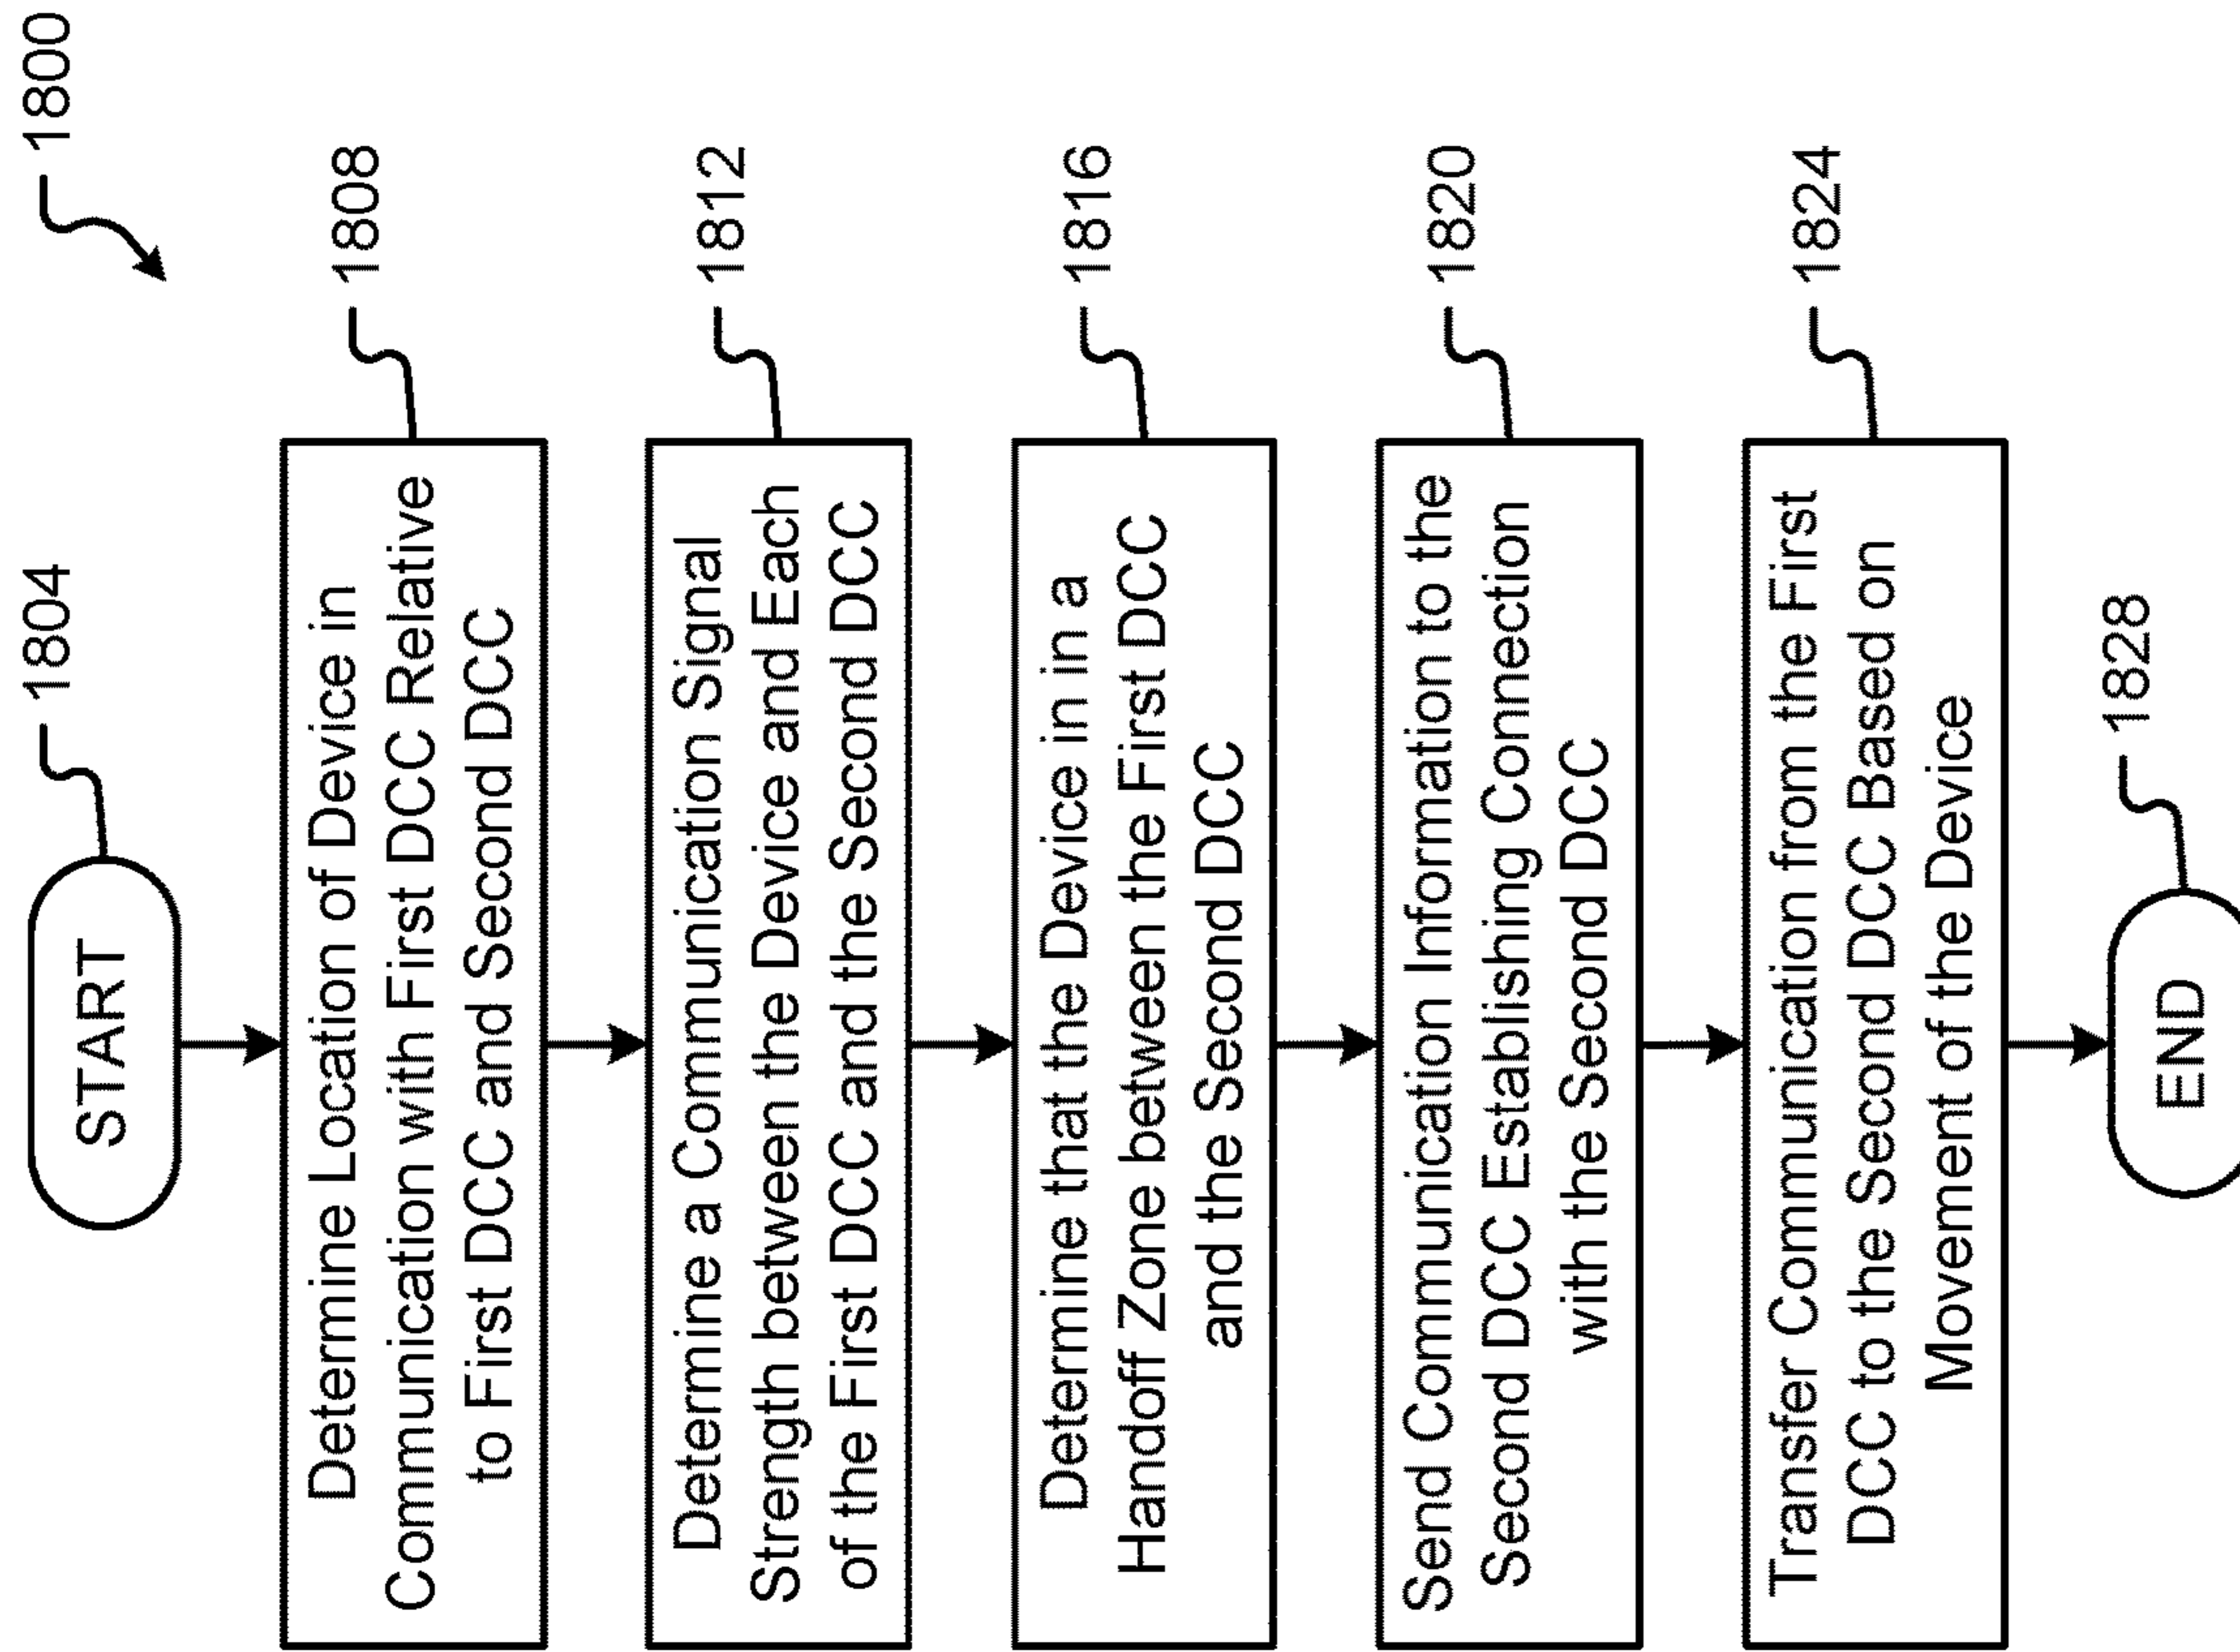 1800
START
1804
Determine Location of Device in
Communication with First DCC Relative
to First DCC and Second DCC
1808
Determine a Communication Signal
Strength between the Device and Each
of the First DCC and the Second DCC
1812
Determine that the Device in in a
Handoff Zone between the First DCC
and the Second DCC
1816
Send Communication Information to the
Second DCC Establishing Connection
with the Second DCC
1820
Transfer Communication from the First
DCC to the Second DCC Based on
Movement of the Device
1824
END
1828